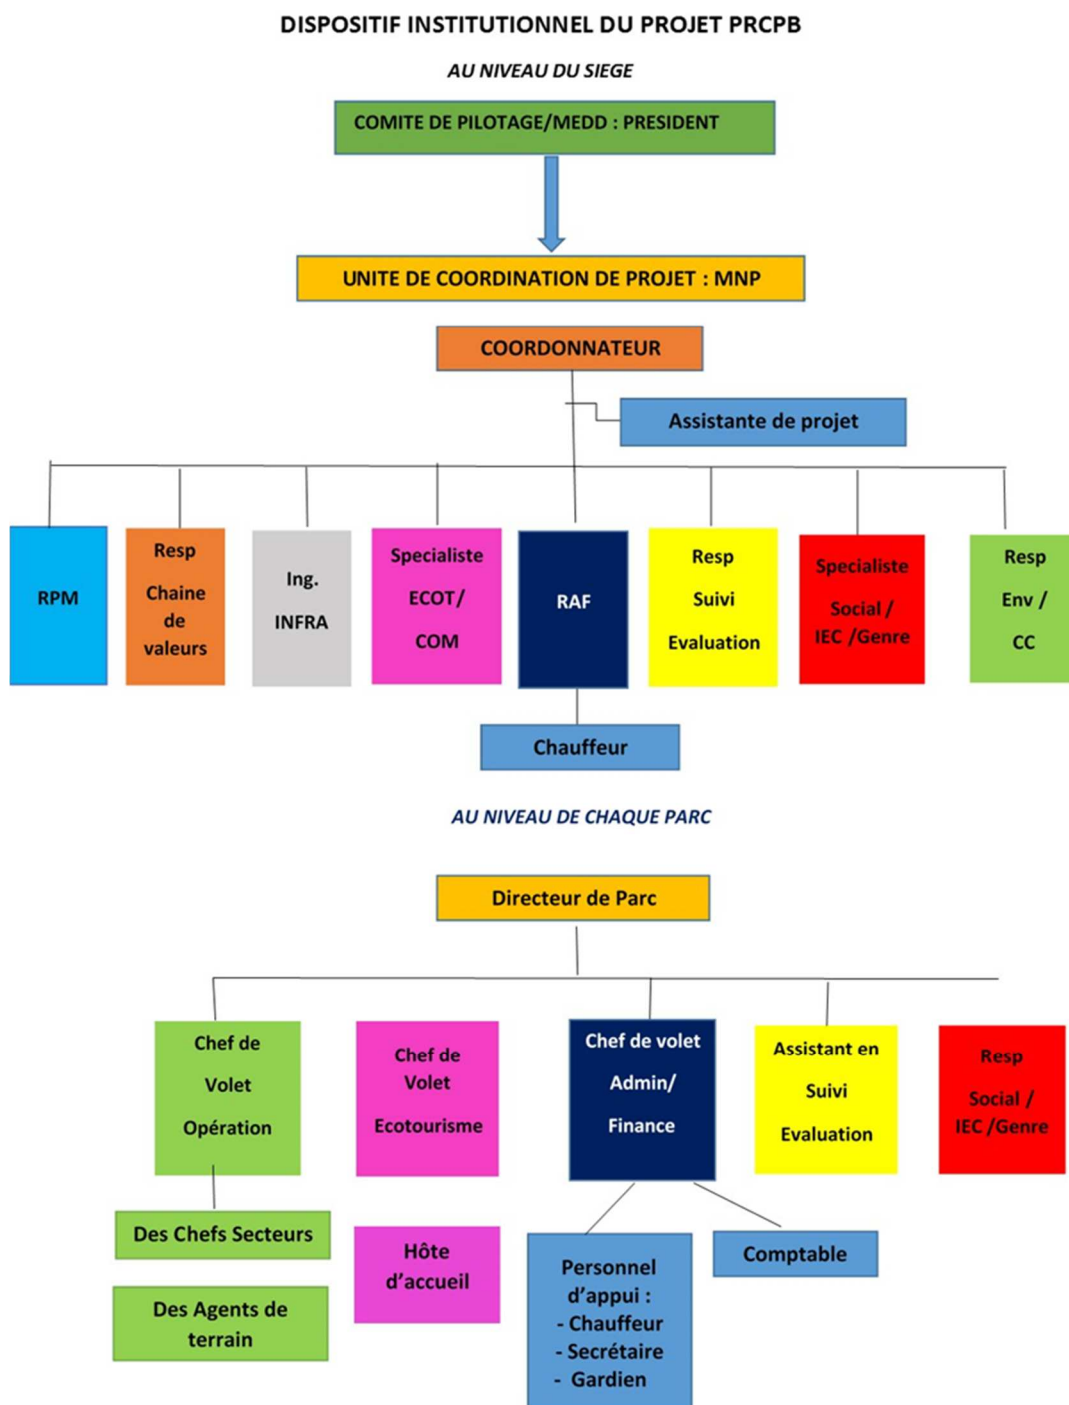 DISPOSITIF INSTITUTIONNEL DU PROJET PRCPB
AU NIVEAU DU SIEGE
COMITE DE PILOTAGE/MEDD : PRESIDENT
UNITE DE COORDINATION DE PROJET : MNP
COORDONNATEUR
Assistante de projet
RPM
Resp
Chaine
de
valeurs
Ing.
INFRA
Specialiste
ECOT/
COM
RAF
Resp
Suivi
Evaluation
Specialiste
Social /
IEC /Genre
Resp
Env /
CC
Chauffeur
AU NIVEAU DE CHAQUE PARC
Directeur de Parc
Chef de
Volet
Opération
Chef de
Volet
Ecotourisme
Chef de volet
Admin/
Finance
Assistant en
Suivi
Evaluation
Resp
Social /
IEC /Genre
Des Chefs Secteurs
Des Agents de
terrain
Hôte
d’accueil
Personnel
d’appui :
- Chauffeur
- Secrétaire
- Gardien
Comptable